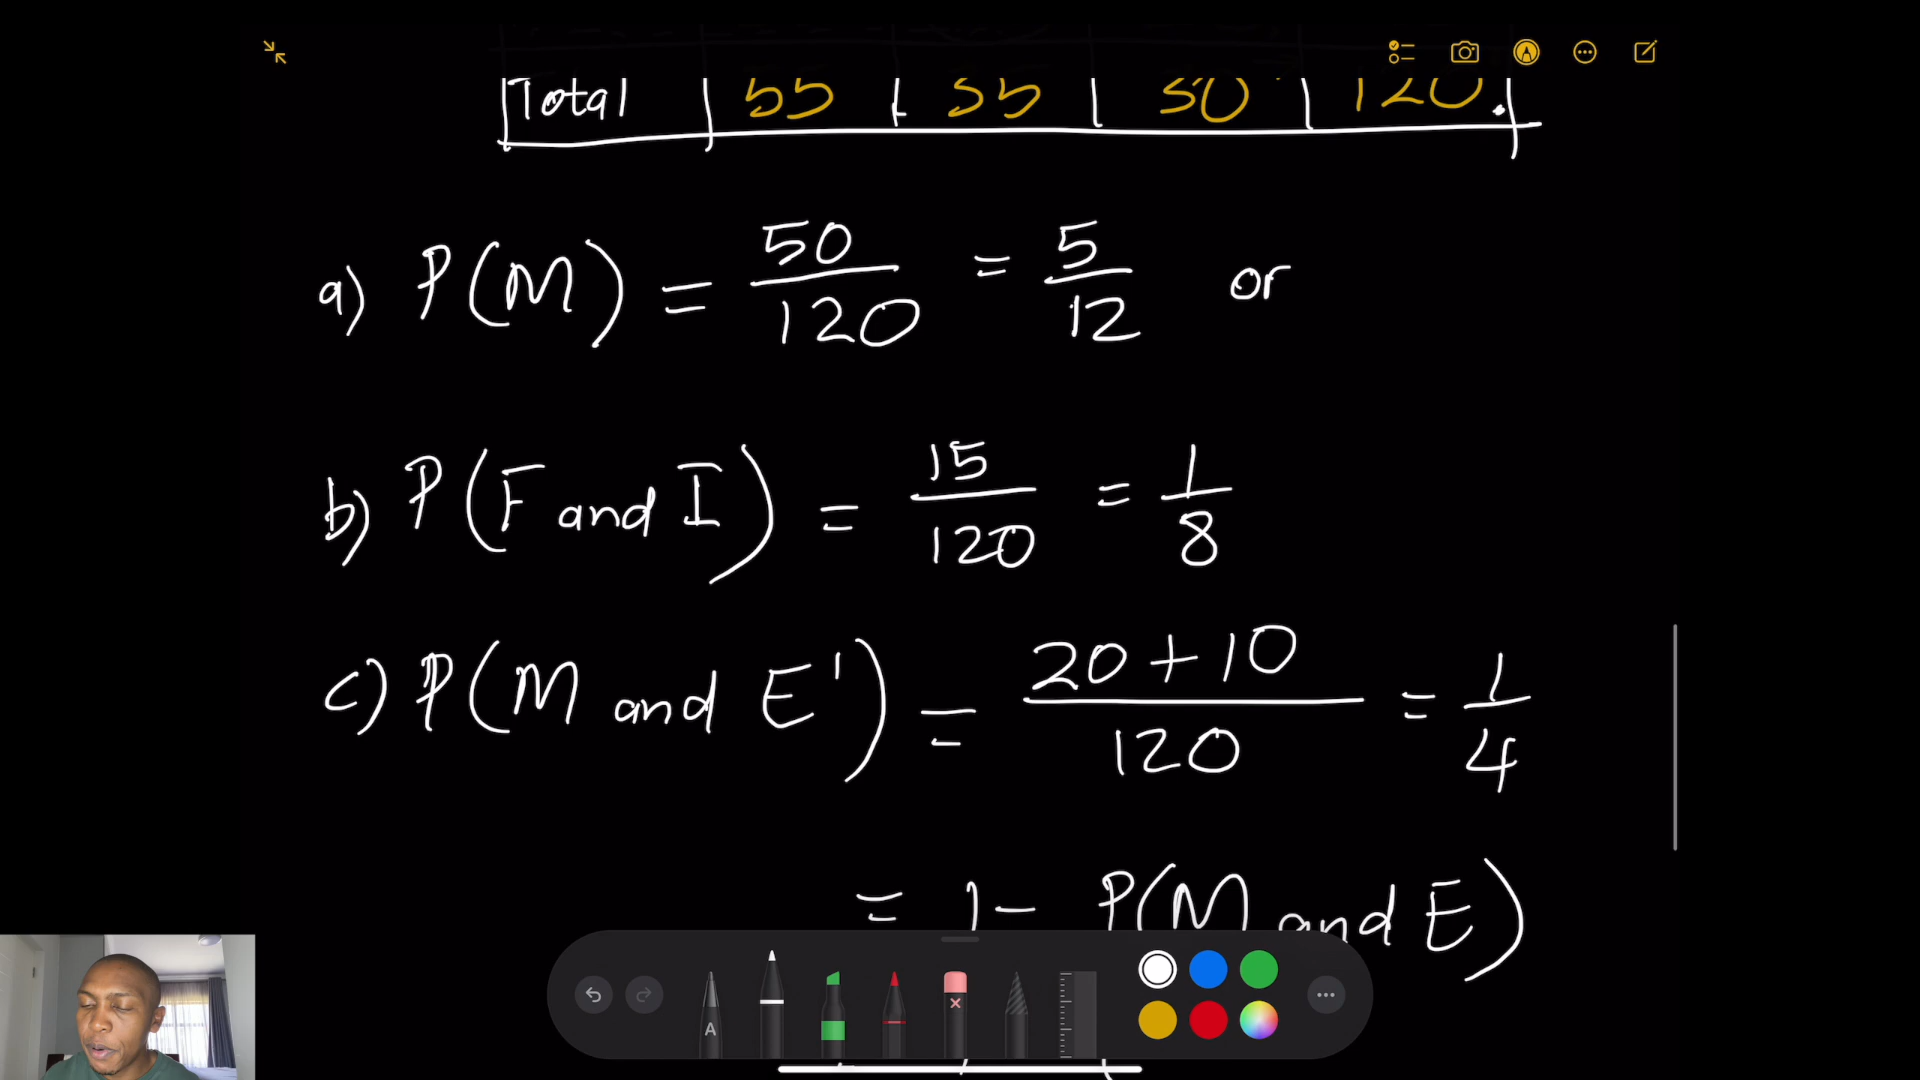 Total 55 55 50 120
a) P(M) = 50/120 = 5/12 or
b) P(F and I) = 15/120 = 1/8
c) P(M and E') = 20+10/120 = 1/4
= 1 - P(M and E)
A